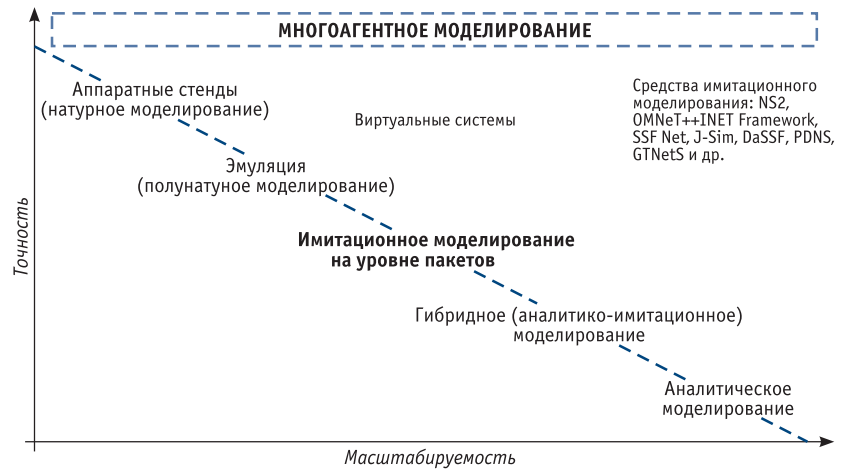 МНОГОАГЕНТНОЕ МОДЕЛИРОВАНИЕ
Аппаратные стенды
(натурное моделирование)
Средства имитационного
моделирования: NS2,
OMNeT++INET Framework,
SSF Net, J-Sim, DaSSF, PDNS,
GTNetS и др.
Виртуальные системы
Эмуляция
(полунатуное моделирование)
Имитационное моделирование
на уровне пакетов
Гибридное (аналитико-имитационное)
моделирование
Аналитическое
моделирование
Точность
Масштабируемость